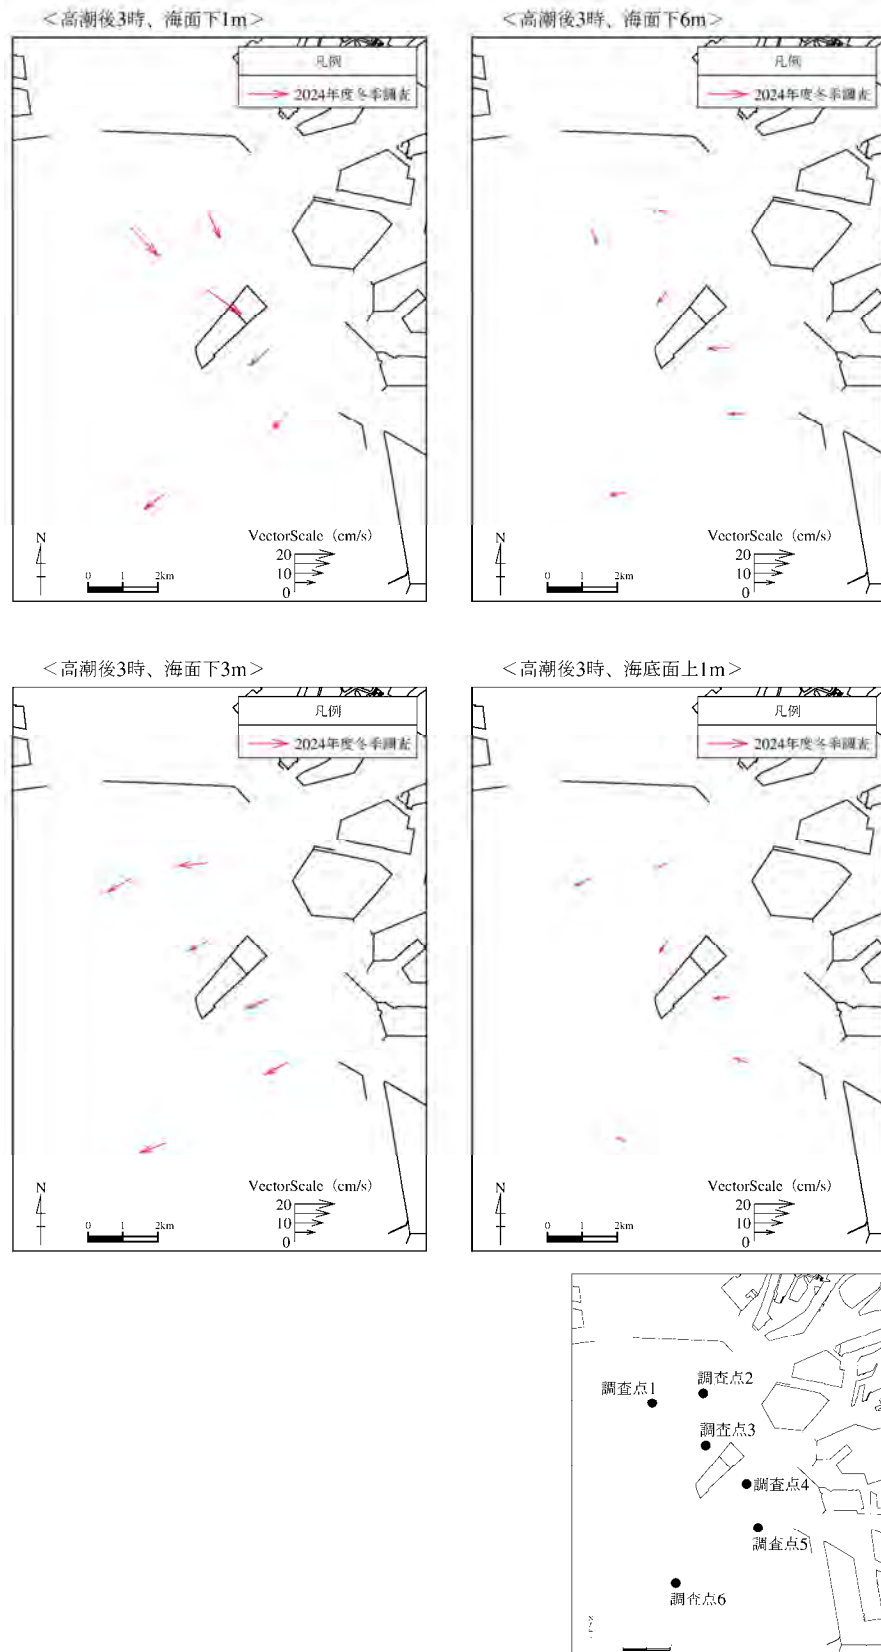 ＜高潮後3時、海面下1m＞
凡例
2024年度冬季調査
N
0 1 2km
VectorScale (cm/s)
20
10
0
＜高潮後3時、海面下6m＞
凡例
2024年度冬季調査
N
0 1 2km
VectorScale (cm/s)
20
10
0
＜高潮後3時、海面下3m＞
凡例
2024年度冬季調査
N
0 1 2km
VectorScale (cm/s)
20
10
0
＜高潮後3時、海底面上1m＞
凡例
2024年度冬季調査
N
0 1 2km
VectorScale (cm/s)
20
10
0
調査点1
調査点2
調査点3
調査点4
調査点5
調査点6